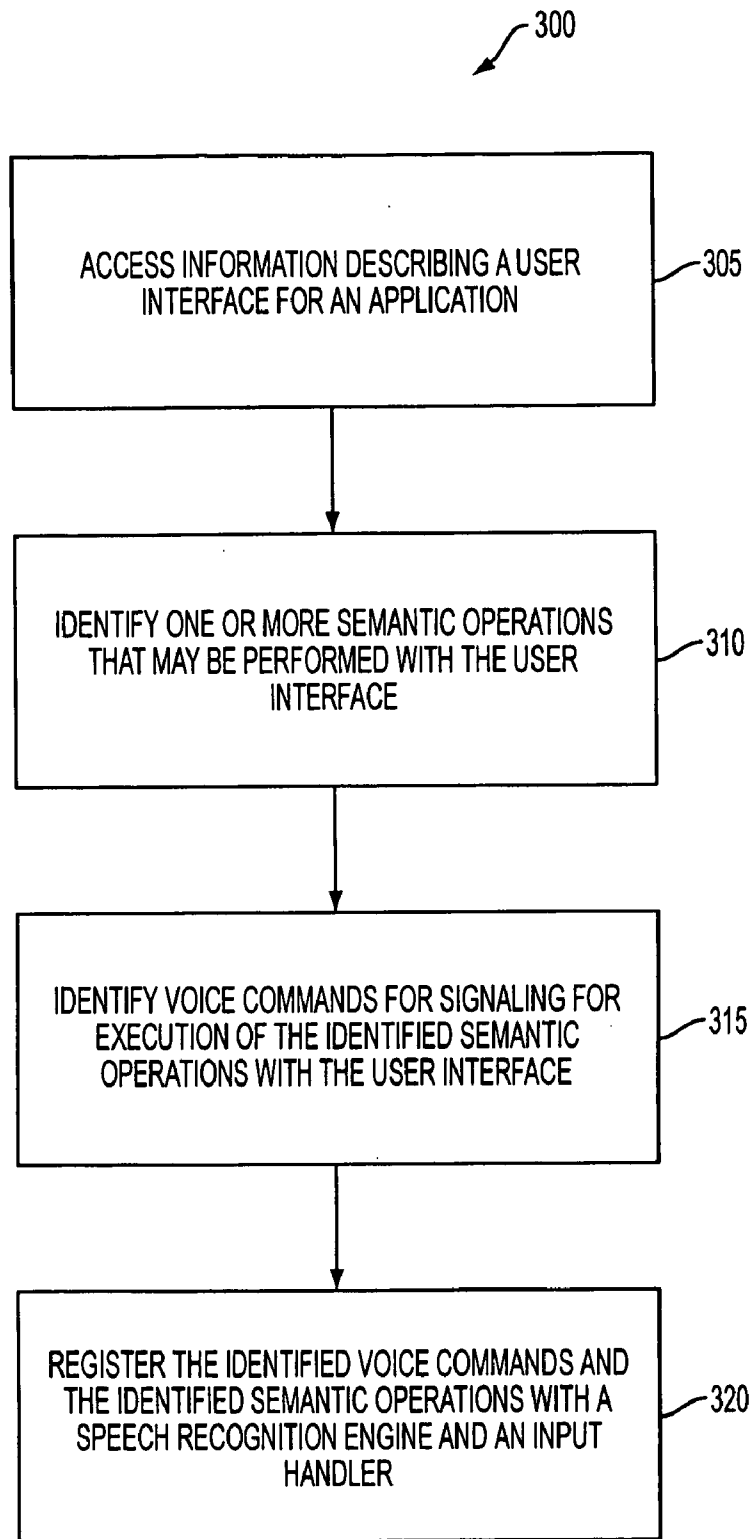 300
ACCESS INFORMATION DESCRIBING A USER
INTERFACE FOR AN APPLICATION
305
IDENTIFY ONE OR MORE SEMANTIC OPERATIONS
THAT MAY BE PERFORMED WITH THE USER
INTERFACE
310
IDENTIFY VOICE COMMANDS FOR SIGNALING FOR
EXECUTION OF THE IDENTIFIED SEMANTIC
OPERATIONS WITH THE USER INTERFACE
315
REGISTER THE IDENTIFIED VOICE COMMANDS AND
THE IDENTIFIED SEMANTIC OPERATIONS WITH A
SPEECH RECOGNITION ENGINE AND AN INPUT
HANDLER
320